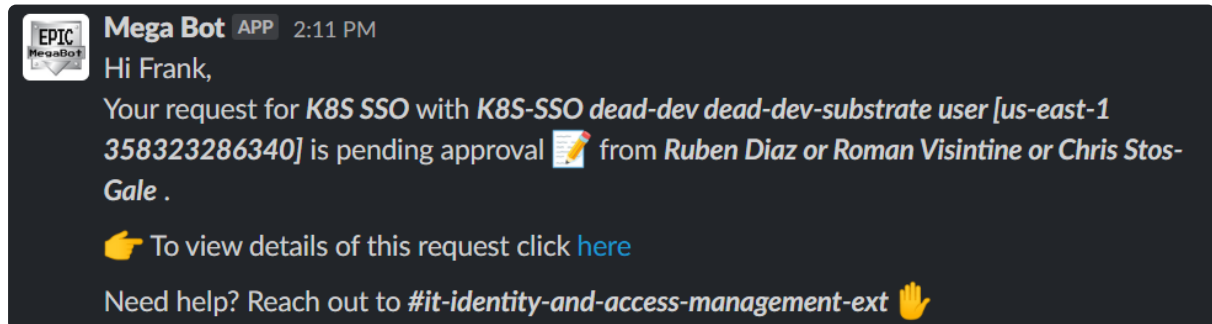 EPIC
MegaBot
Mega Bot APP 2:11 PM
Hi Frank,
Your request for K8S SSO with K8S-SSO dead-dev dead-dev-substrate user [us-east-1
358323286340] is pending approval 📝 from Ruben Diaz or Roman Visintine or Chris Stos-
Gale .
👉 To view details of this request click here
Need help? Reach out to #it-identity-and-access-management-ext ✋